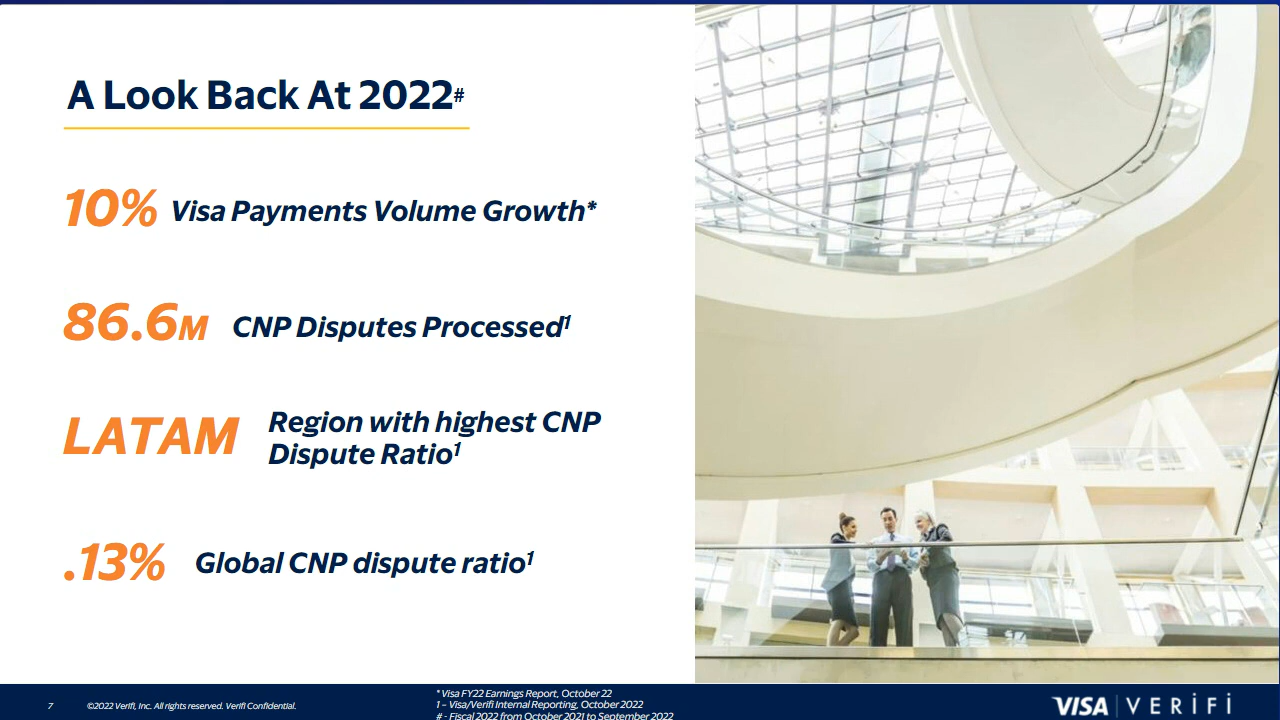 A Look Back At 2022#
10% Visa Payments Volume Growth*
86.6M CNP Disputes Processed1
LATAM Region with highest CNP
Dispute Ratio1
.13% Global CNP dispute ratio1
7 ©2022 Verifi, Inc. All rights reserved. Verifi Confidential.
* Visa FY22 Earnings Report, October 22
1 – Visa/Verifi Internal Reporting, October 2022
# - Fiscal 2022 from October 2021 to September 2022
VISA | VERIFI